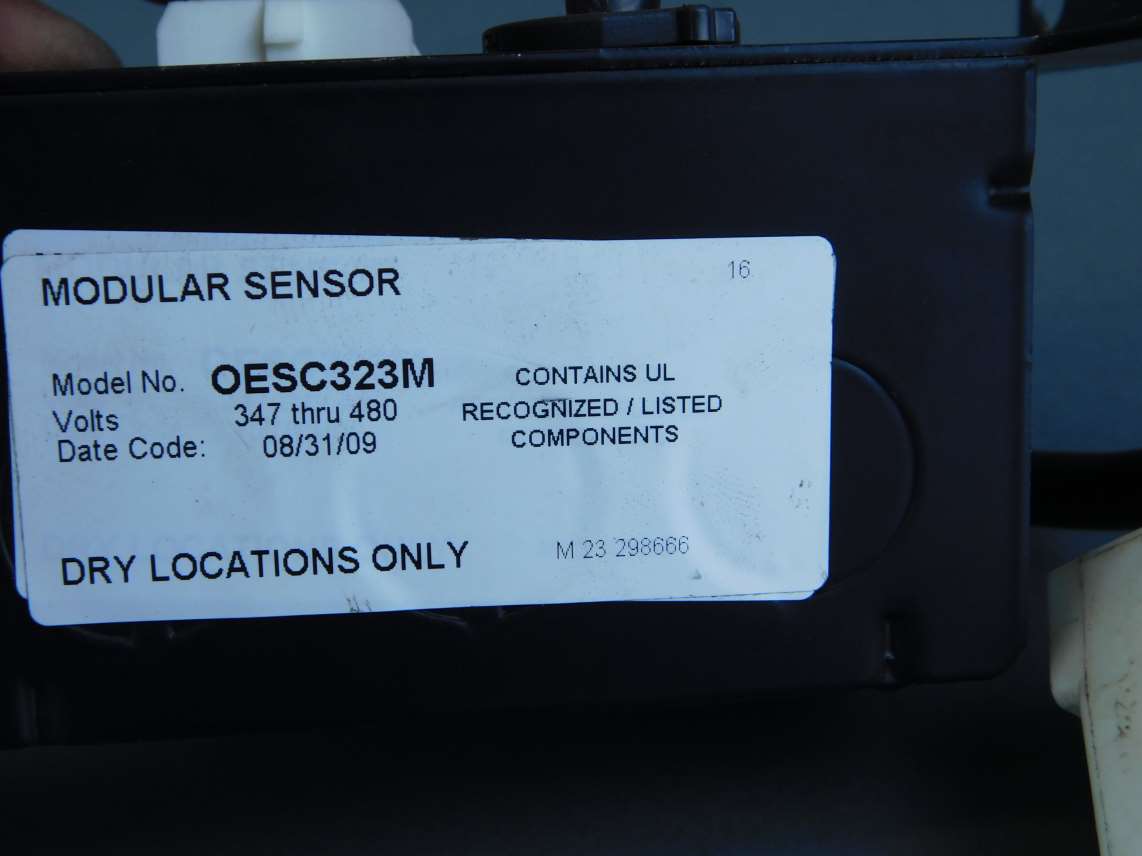 MODULAR SENSOR
16
Model No. OESC323M
Volts 347 thru 480
Date Code: 08/31/09
CONTAINS UL
RECOGNIZED / LISTED
COMPONENTS
DRY LOCATIONS ONLY
M 23 298666